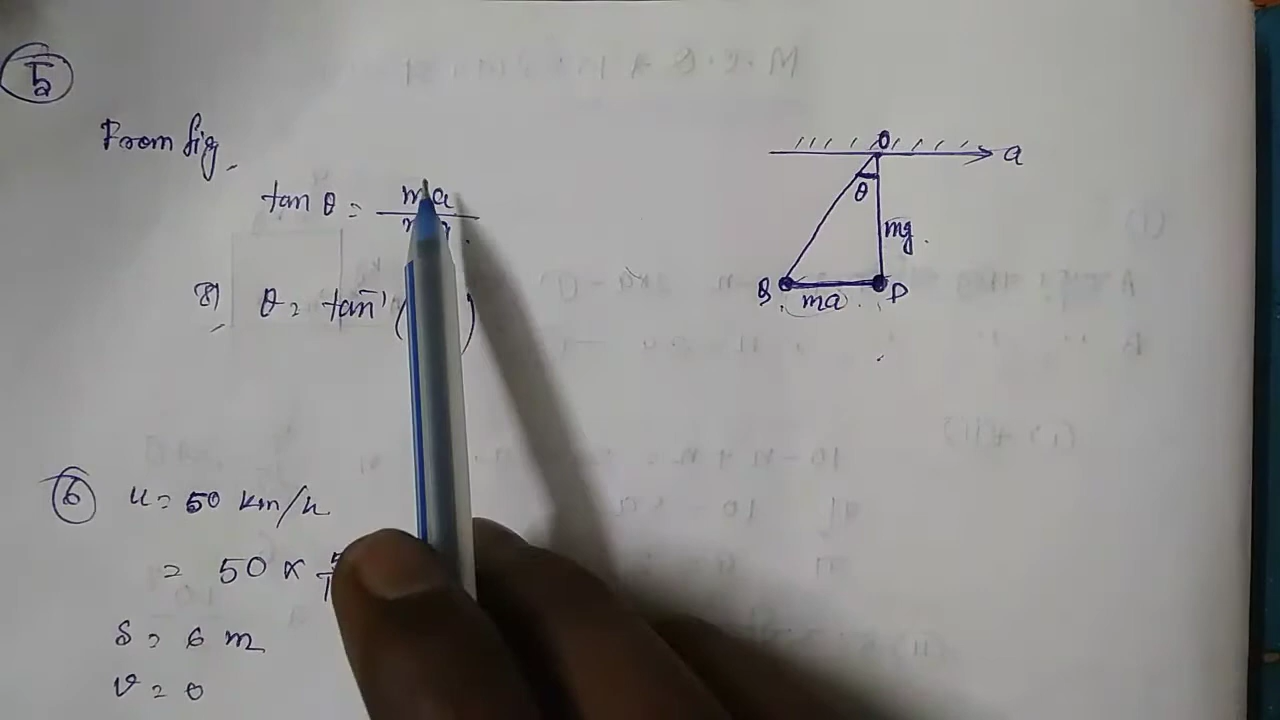 5
From fig.
tan θ = ma
θ = tan⁻¹ (
O
a
θ
mg
B
ma
P
6 u = 50 km/h
= 50 ×
s = 6 m
v = 0